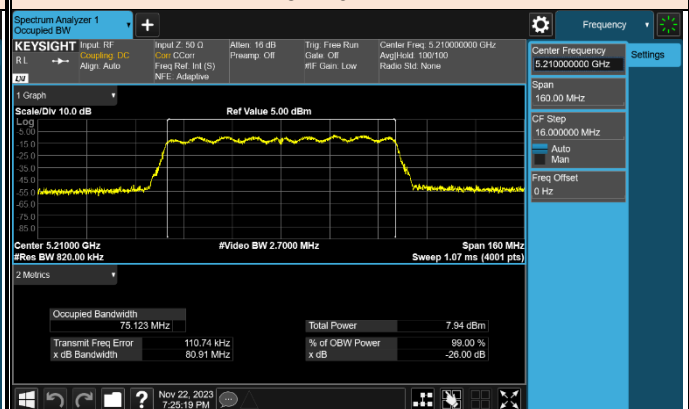 Spectrum Analyzer 1
Occupied BW
+
Frequency
KEYSIGHT
RL
LXI
Input: RF
Coupling: DC
Align: Auto
Input Z: 50 Ω
Corr CCorr
Freq Ref: Int (S)
NFE: Adaptive
Atten: 16 dB
Preamp: Off
Trig: Free Run
Gate: Off
#IF Gain: Low
Center Freq: 5.210000000 GHz
Avg|Hold: 100/100
Radio Std: None
Center Frequency
5.210000000 GHz
Settings
Span
160.00 MHz
CF Step
16.000000 MHz
Auto
Man
Freq Offset
0 Hz
1 Graph
Scale/Div 10.0 dB
Ref Value 5.00 dBm
Log
-5.00
-15.0
-25.0
-35.0
-45.0
-55.0
-65.0
-75.0
-85.0
Center 5.21000 GHz
#Video BW 2.7000 MHz
Span 160 MHz
#Res BW 820.00 kHz
Sweep 1.07 ms (4001 pts)
2 Metrics
Occupied Bandwidth
75.123 MHz
Total Power 7.94 dBm
Transmit Freq Error 110.74 kHz
% of OBW Power 99.00 %
x dB Bandwidth 80.91 MHz
x dB -26.00 dB
?
Nov 22, 2023
7:25:19 PM